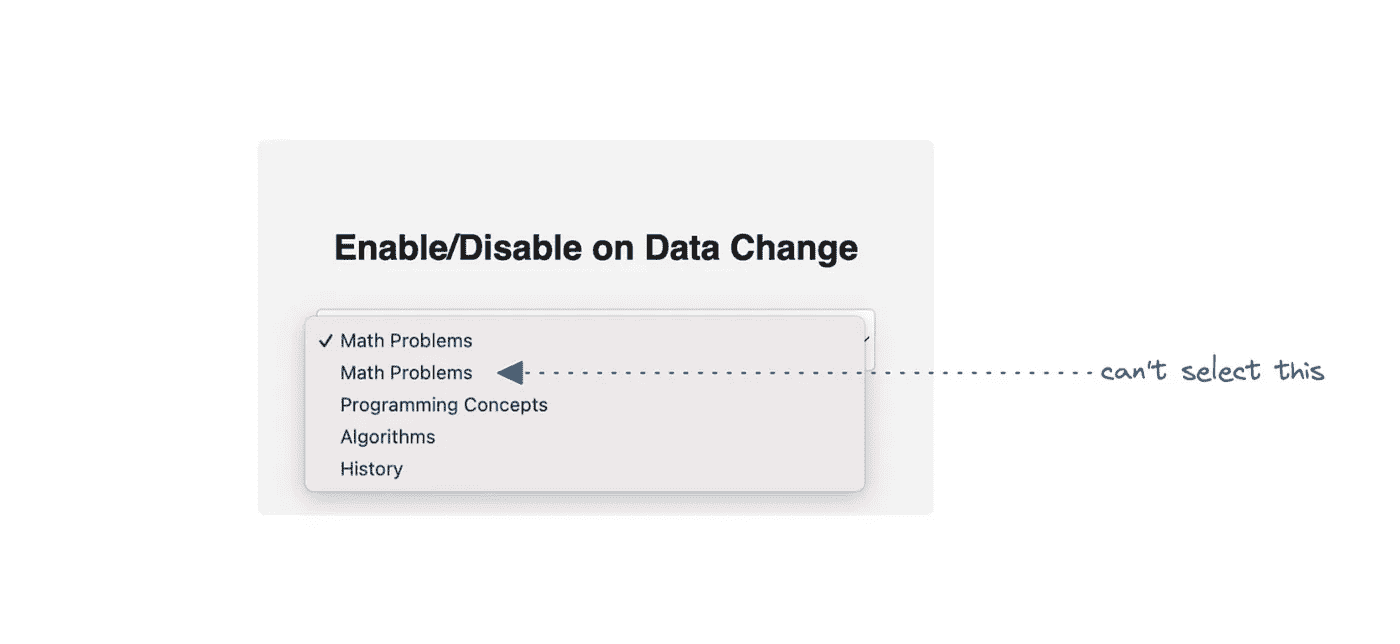 Enable/Disable on Data Change
✓ Math Problems
Math Problems
can't select this
Programming Concepts
Algorithms
History